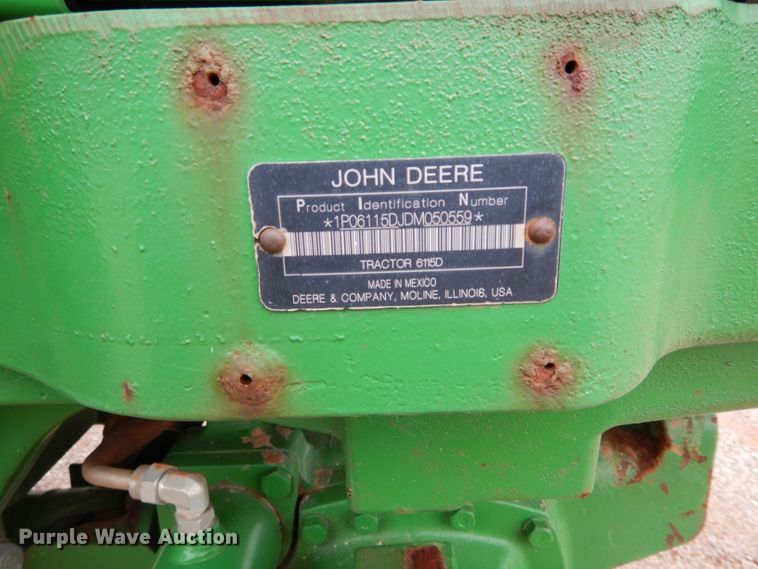 JOHN DEERE
Product Identification Number
*1P06115DJDM050559*
TRACTOR 6115D
MADE IN MEXICO
DEERE & COMPANY, MOLINE, ILLINOIS, USA
Purple Wave Auction